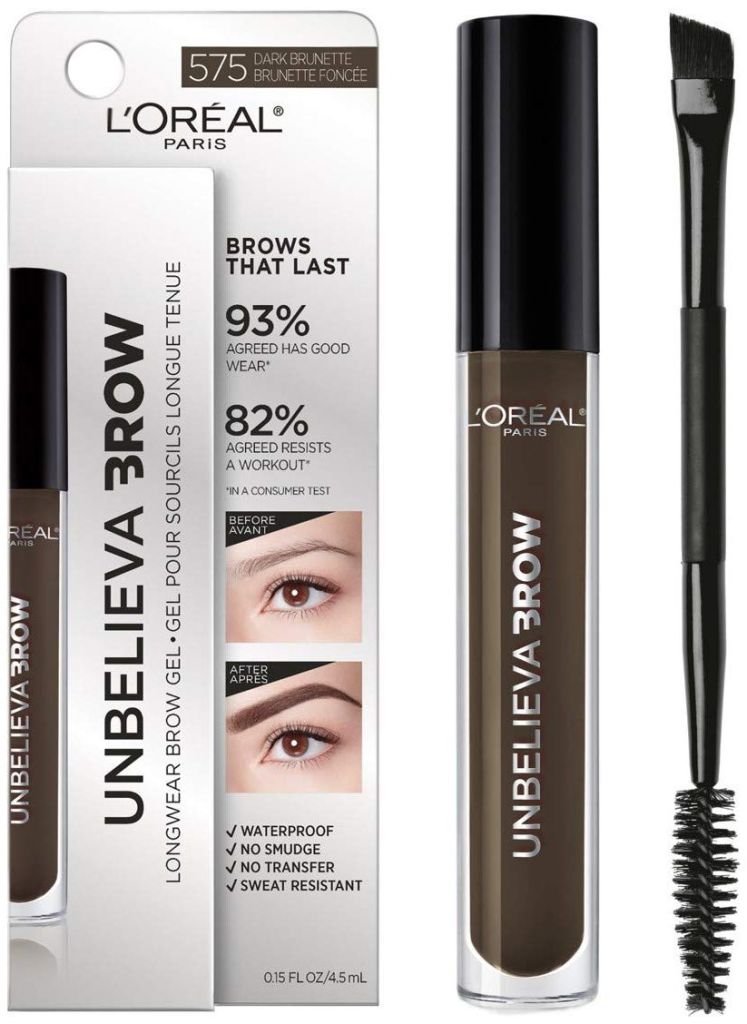 575 DARK BRUNETTE
BRUNETTE FONCÉE
L'ORÉAL®
PARIS
BROWS
THAT LAST
93%
AGREED HAS GOOD
WEAR*
82%
AGREED RESISTS
A WORKOUT*
*IN A CONSUMER TEST
BEFORE
AVANT
AFTER
APRÈS
✓ WATERPROOF
✓ NO SMUDGE
✓ NO TRANSFER
✓ SWEAT RESISTANT
0.15 FL OZ/4.5 mL
UNBELIEVA BROW
LONGWEAR BROW GEL • GEL POUR SOURCILS LONGUE TENUE
RÉAL®
ARIS
UNBELIEVA BROW
L'ORÉAL®
PARIS
UNBELIEVA BROW